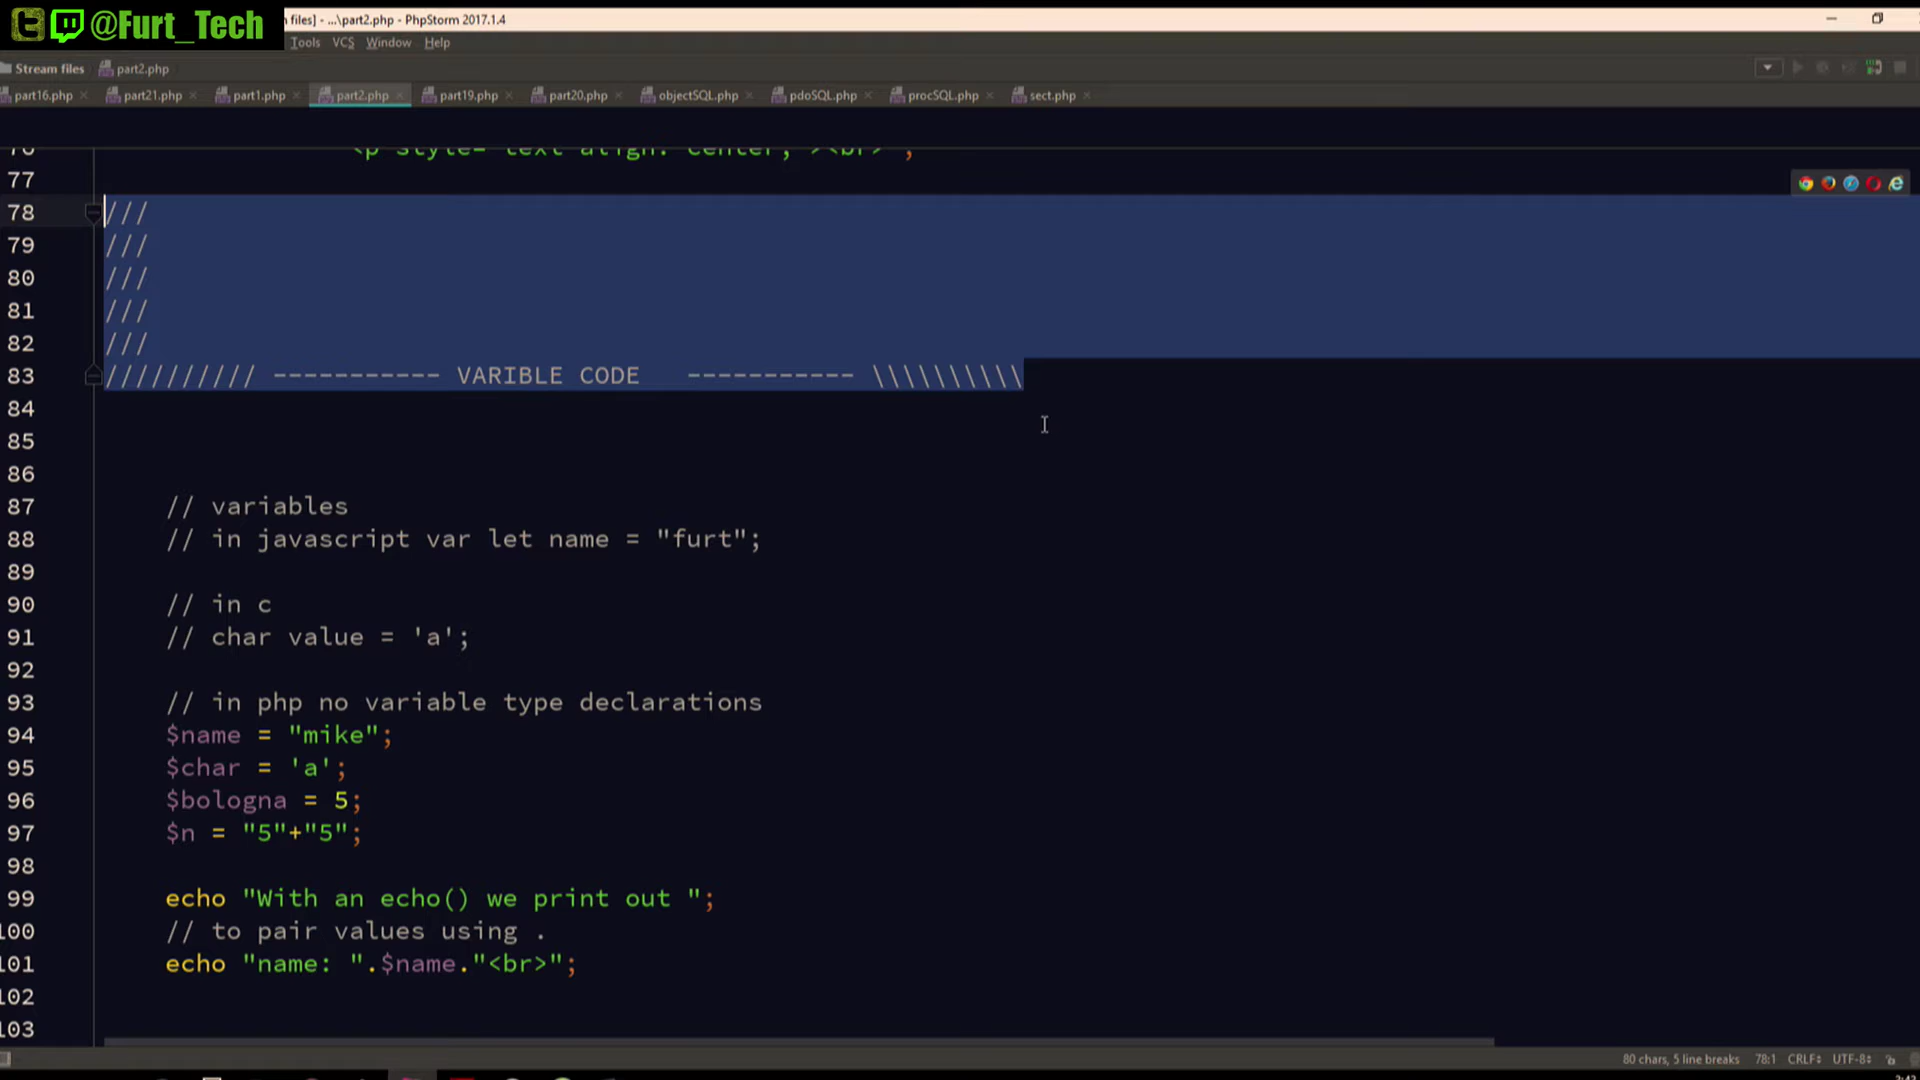 @Furt_Tech
files] - ...\part2.php - PhpStorm 2017.1.4
Tools VCS Window Help
Stream files part2.php
part16.php part21.php part1.php part2.php part19.php part20.php objectSQL.php pdoSQL.php procSQL.php sect.php
77
78 ///
79 ///
80 ///
81 ///
82 ///
83 ////////// ----------- VARIBLE CODE ----------- \\\\\\\\\\
84
85
86
87 // variables
88 // in javascript var let name = "furt";
89
90 // in c
91 // char value = 'a';
92
93 // in php no variable type declarations
94 $name = "mike";
95 $char = 'a';
96 $bologna = 5;
97 $n = "5"+"5";
98
99 echo "With an echo() we print out ";
100 // to pair values using .
101 echo "name: ".$name."<br>";
102
103
80 chars, 5 line breaks 78:1 CRLF UTF-8